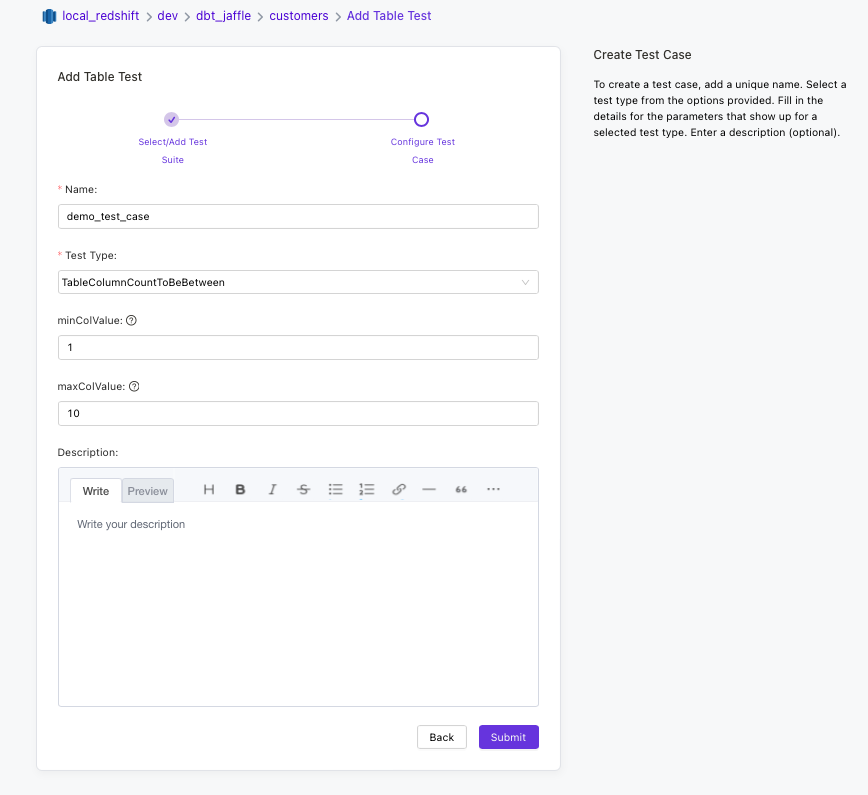 local_redshift > dev > dbt_jaffle > customers > Add Table Test
Add Table Test
Select/Add Test
Suite
Configure Test
Case
* Name:
demo_test_case
* Test Type:
TableColumnCountToBeBetween
minColValue: ?
1
maxColValue: ?
10
Description:
Write Preview H B I S 66 ...
Write your description
Back Submit
Create Test Case
To create a test case, add a unique name. Select a
test type from the options provided. Fill in the
details for the parameters that show up for a
selected test type. Enter a description (optional).